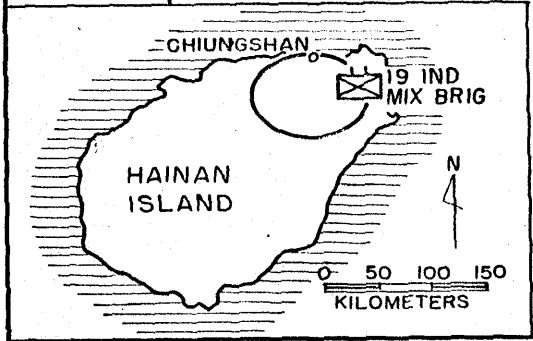 CHIUNGSHAN
19 IND
MIX BRIG
HAINAN
ISLAND
N
0 50 100 150
KILOMETERS